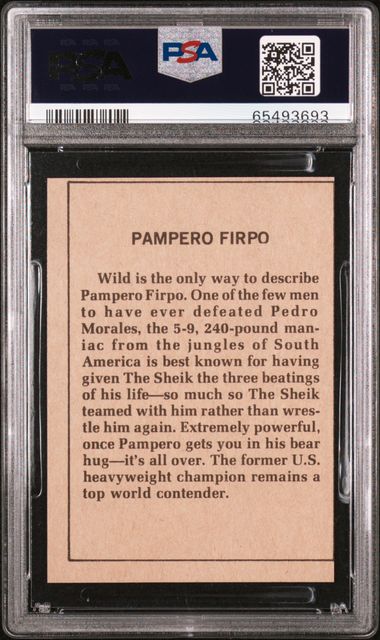 PSA
PSA
65493693
PAMPERO FIRPO
Wild is the only way to describe
Pampero Firpo. One of the few men
to have ever defeated Pedro
Morales, the 5-9, 240-pound man-
iac from the jungles of South
America is best known for having
given The Sheik the three beatings
of his life—so much so The Sheik
teamed with him rather than wres-
tle him again. Extremely powerful,
once Pampero gets you in his bear
hug—it's all over. The former U.S.
heavyweight champion remains a
top world contender.